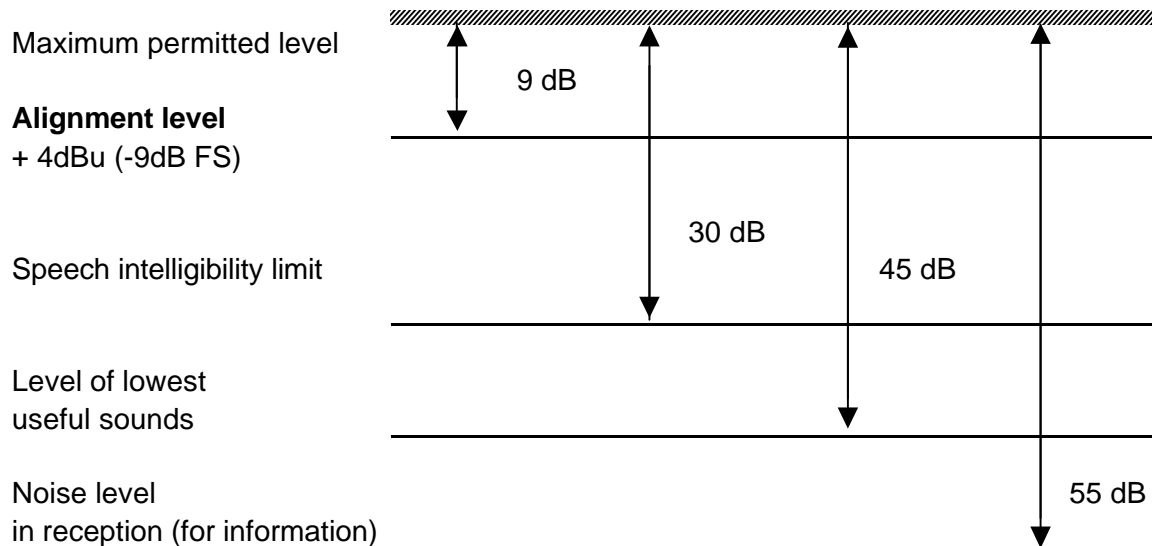 Maximum permitted level
9 dB
Alignment level
+ 4dBu (-9dB FS)
30 dB
Speech intelligibility limit
45 dB
Level of lowest
useful sounds
Noise level
in reception (for information)
55 dB